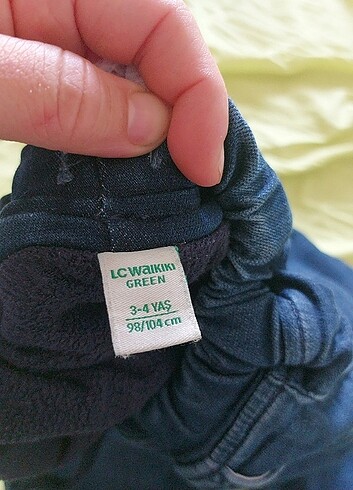 LC WAIKIKI
GREEN
3-4 YAŞ
98/104 cm